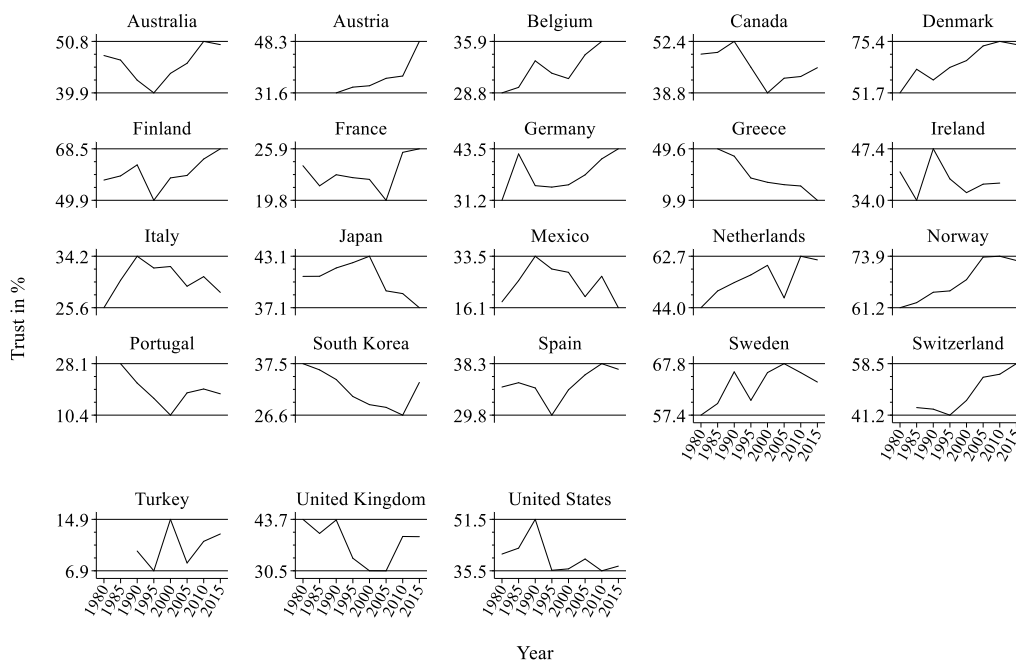 Trust in %
Australia Austria Belgium Canada Denmark
50.8 48.3 35.9 52.4 75.4
39.9 31.6 28.8 38.8 51.7
Finland France Germany Greece Ireland
68.5 25.9 43.5 49.6 47.4
49.9 19.8 31.2 9.9 34.0
Italy Japan Mexico Netherlands Norway
34.2 43.1 33.5 62.7 73.9
25.6 37.1 16.1 44.0 61.2
Portugal South Korea Spain Sweden Switzerland
28.1 37.5 38.3 67.8 58.5
10.4 26.6 29.8 57.4 41.2
1980 1985 1990 1995 2000 2005 2010 2015 1980 1985 1990 1995 2000 2005 2010 2015
Turkey United Kingdom United States
14.9 43.7 51.5
6.9 30.5 35.5
1980 1985 1990 1995 2000 2005 2010 2015 1980 1985 1990 1995 2000 2005 2010 2015 1980 1985 1990 1995 2000 2005 2010 2015
Year